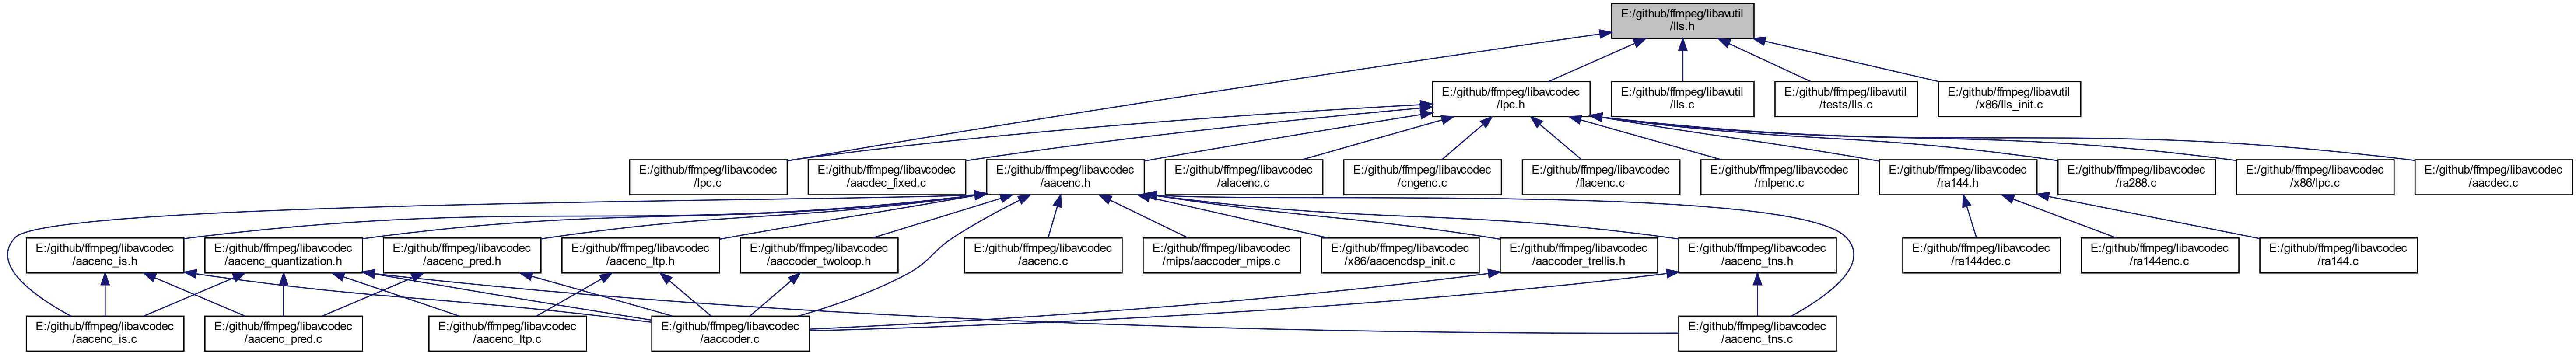 E:/github/ffmpeg/libavutil
/lls.h
E:/github/ffmpeg/libavcodec
/lpc.h
E:/github/ffmpeg/libavutil
/lls.c
E:/github/ffmpeg/libavutil
/tests/lls.c
E:/github/ffmpeg/libavutil
/x86/lls_init.c
E:/github/ffmpeg/libavcodec
/lpc.c
E:/github/ffmpeg/libavcodec
/aacdec_fixed.c
E:/github/ffmpeg/libavcodec
/aacenc.h
E:/github/ffmpeg/libavcodec
/alacenc.c
E:/github/ffmpeg/libavcodec
/cngenc.c
E:/github/ffmpeg/libavcodec
/flacenc.c
E:/github/ffmpeg/libavcodec
/mlpenc.c
E:/github/ffmpeg/libavcodec
/ra144.h
E:/github/ffmpeg/libavcodec
/ra288.c
E:/github/ffmpeg/libavcodec
/x86/lpc.c
E:/github/ffmpeg/libavcodec
/aacdec.c
E:/github/ffmpeg/libavcodec
/aacenc_is.h
E:/github/ffmpeg/libavcodec
/aacenc_quantization.h
E:/github/ffmpeg/libavcodec
/aacenc_pred.h
E:/github/ffmpeg/libavcodec
/aacenc_ltp.h
E:/github/ffmpeg/libavcodec
/aaccoder_twoloop.h
E:/github/ffmpeg/libavcodec
/aacenc.c
E:/github/ffmpeg/libavcodec
/mips/aaccoder_mips.c
E:/github/ffmpeg/libavcodec
/x86/aacencdsp_init.c
E:/github/ffmpeg/libavcodec
/aaccoder_trellis.h
E:/github/ffmpeg/libavcodec
/aacenc_tns.h
E:/github/ffmpeg/libavcodec
/ra144dec.c
E:/github/ffmpeg/libavcodec
/ra144enc.c
E:/github/ffmpeg/libavcodec
/ra144.c
E:/github/ffmpeg/libavcodec
/aacenc_is.c
E:/github/ffmpeg/libavcodec
/aacenc_pred.c
E:/github/ffmpeg/libavcodec
/aacenc_ltp.c
E:/github/ffmpeg/libavcodec
/aaccoder.c
E:/github/ffmpeg/libavcodec
/aacenc_tns.c